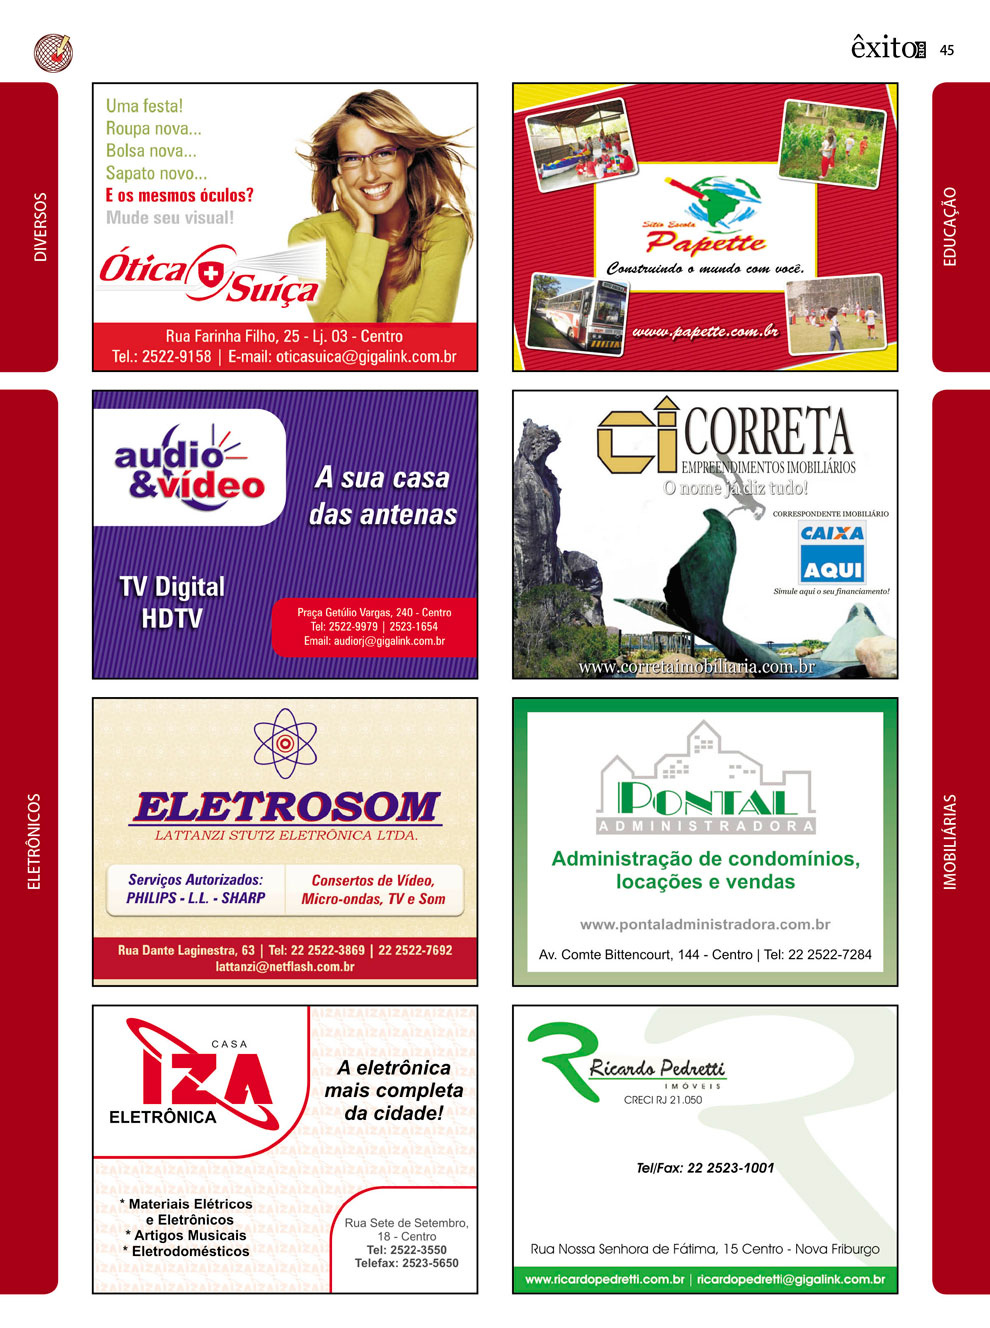 êxito RIO 45
DIVERSOS
Uma festa!
Roupa nova...
Bolsa nova...
Sapato novo...
E os mesmos óculos?
Mude seu visual!
Ótica Suíça
Rua Farinha Filho, 25 - Lj. 03 - Centro
Tel.: 2522-9158 | E-mail: oticasuica@gigalink.com.br
EDUCAÇÃO
Sítio Escola
Papette
Construindo o mundo com você.
www.papette.com.br
ELETRÔNICOS
audio
&vídeo
A sua casa
das antenas
TV Digital
HDTV
Praça Getúlio Vargas, 240 - Centro
Tel: 2522-9979 | 2523-1654
Email: audiorj@gigalink.com.br
ELETROSOM
LATTANZI STUTZ ELETRÔNICA LTDA.
Serviços Autorizados:
PHILIPS - L.L. - SHARP
Consertos de Vídeo,
Micro-ondas, TV e Som
Rua Dante Laginestra, 63 | Tel: 22 2522-3869 | 22 2522-7692
lattanzi@netflash.com.br
CASA
IZA
ELETRÔNICA
A eletrônica
mais completa
da cidade!
* Materiais Elétricos
e Eletrônicos
* Artigos Musicais
* Eletrodomésticos
Rua Sete de Setembro,
18 - Centro
Tel: 2522-3550
Telefax: 2523-5650
IMOBILIÁRIAS
CI CORRETA
EMPREENDIMENTOS IMOBILIÁRIOS
O nome já diz tudo!
CORRESPONDENTE IMOBILIÁRIO
CAIXA
AQUI
Simule aqui o seu financiamento!
www.corretaimobiliaria.com.br
PONTAL
ADMINISTRADORA
Administração de condomínios,
locações e vendas
www.pontaladministradora.com.br
Av. Comte Bittencourt, 144 - Centro | Tel: 22 2522-7284
Ricardo Pedretti
IMÓVEIS
CRECI RJ 21.050
Tel/Fax: 22 2523-1001
Rua Nossa Senhora de Fátima, 15 Centro - Nova Friburgo
www.ricardopedretti.com.br | ricardopedretti@gigalink.com.br